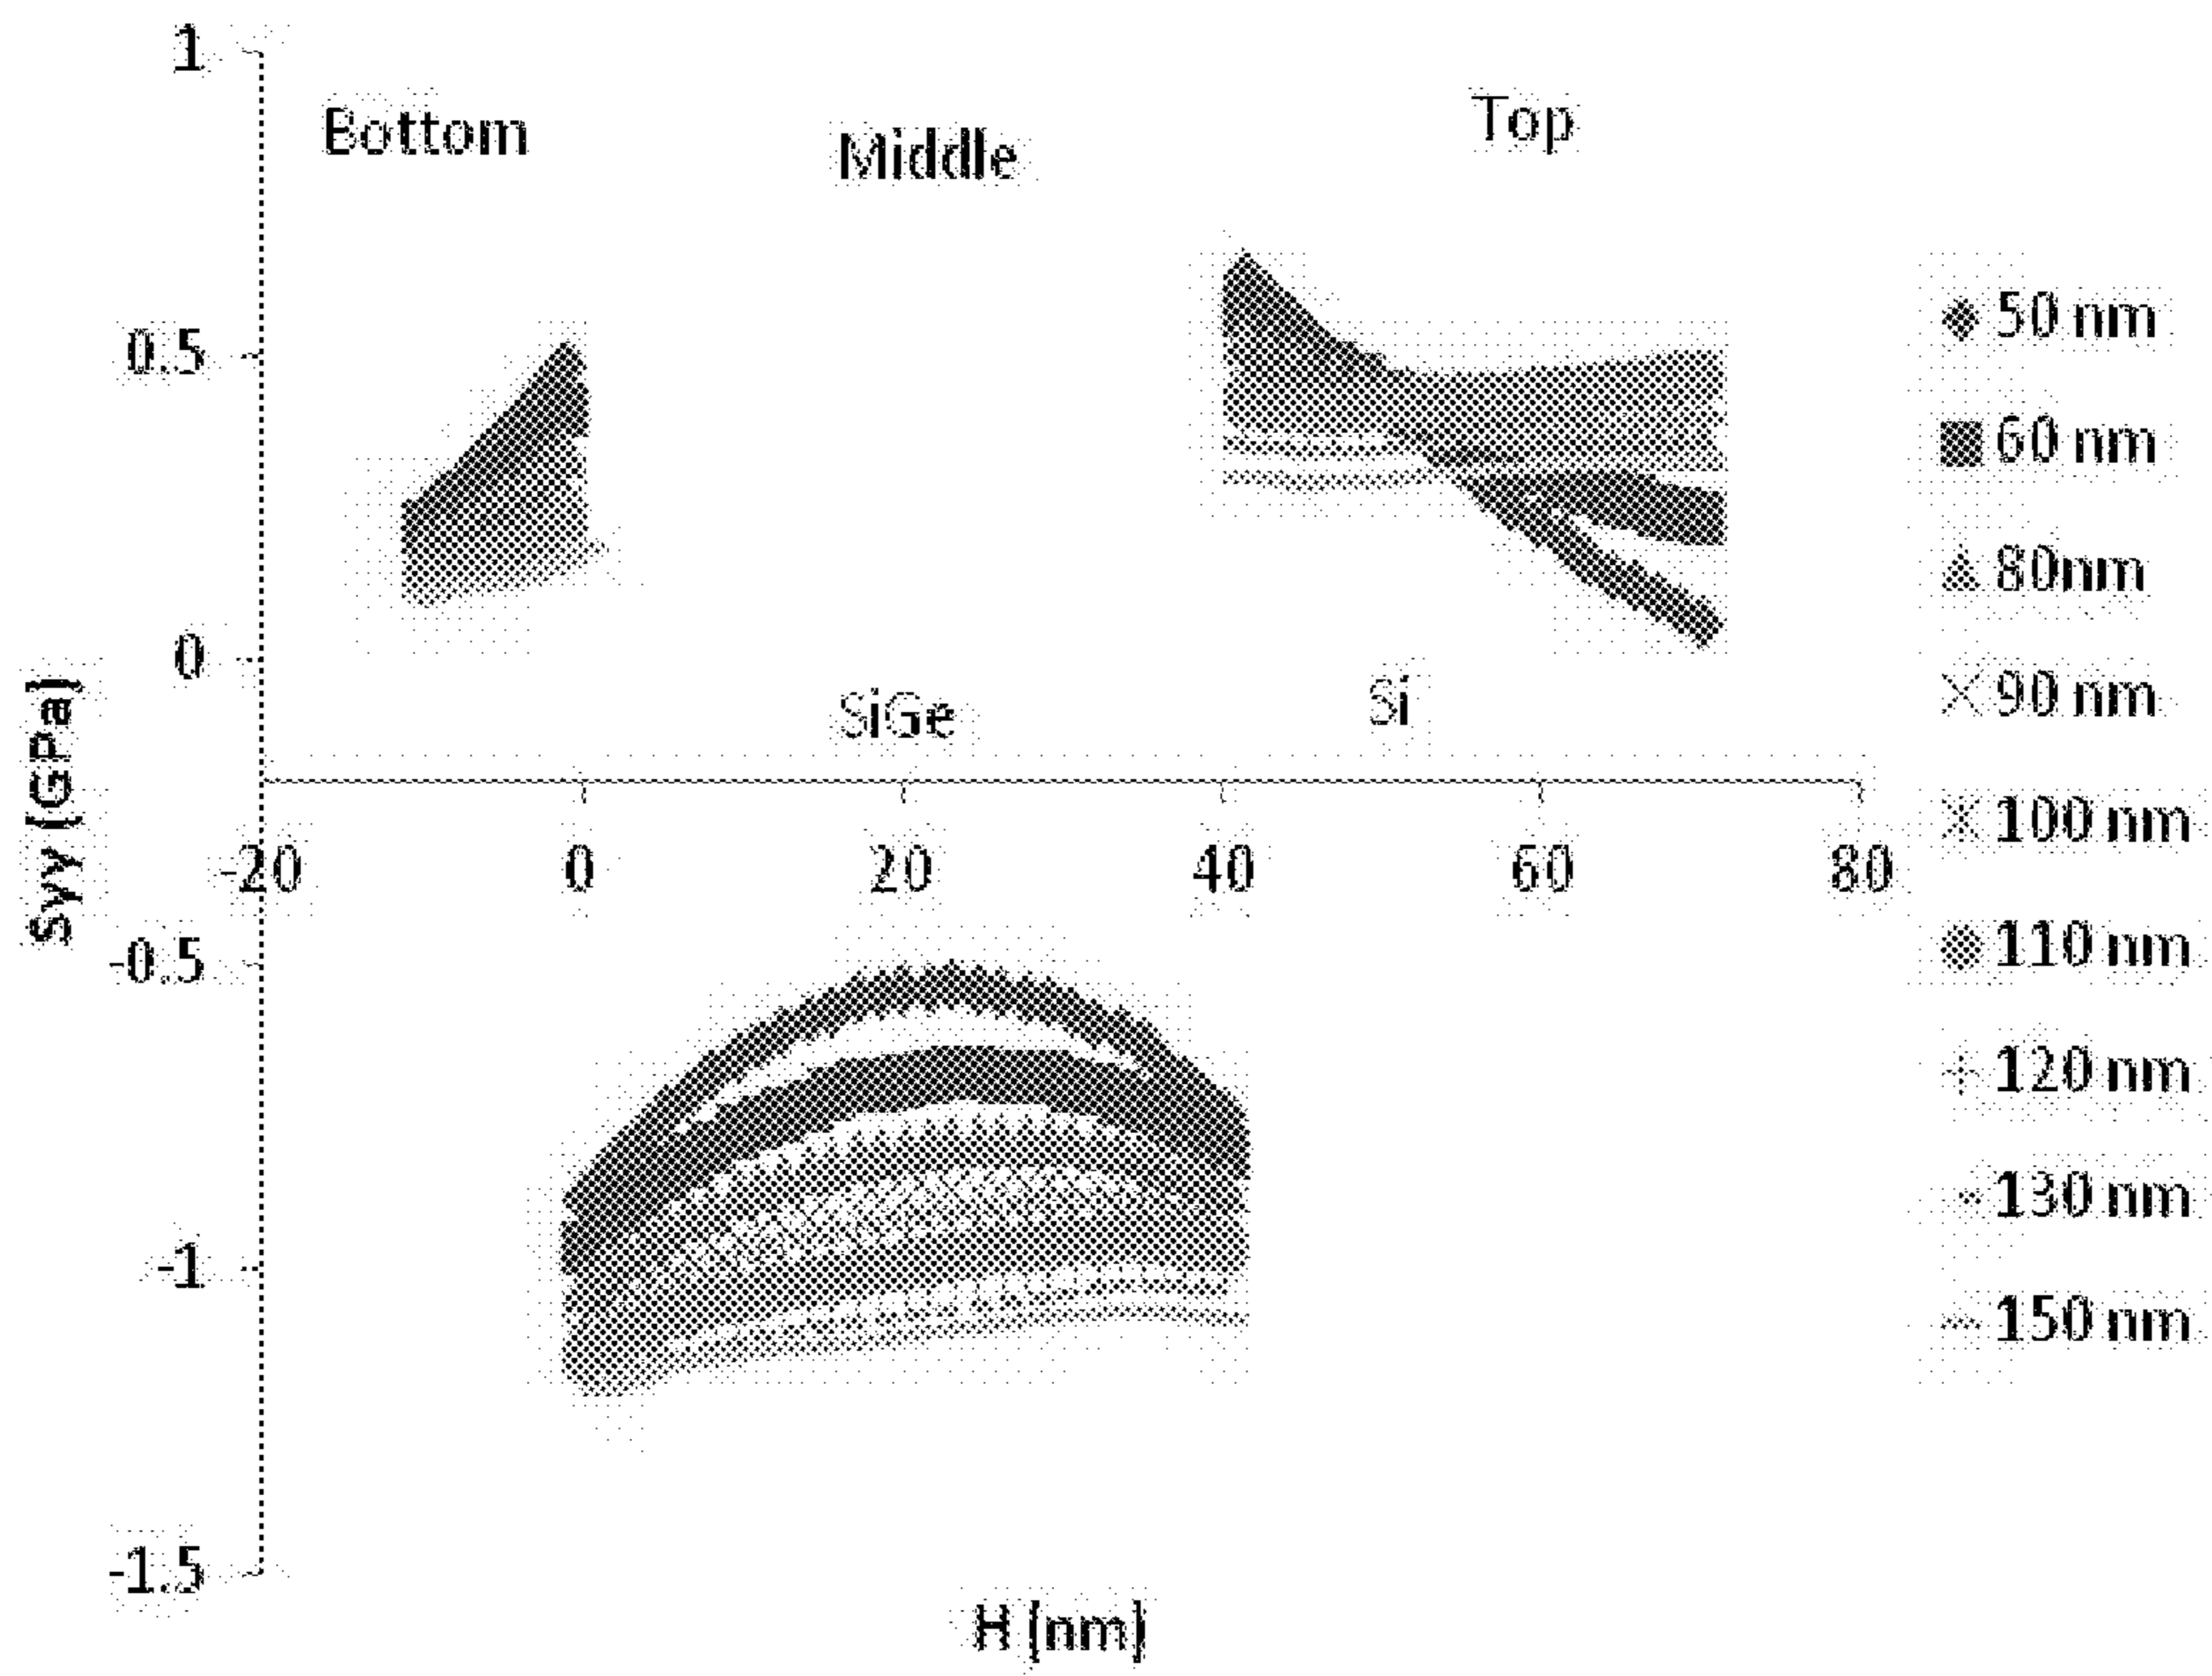 1
Bottom
Middle
Top
0.5
0
SiGe
Si
Syy (GPa)
-20
0
20
40
60
80
-0.5
-1
-1.5
H (nm)
50 nm
60 nm
80nm
90 nm
100 nm
110 nm
120 nm
130 nm
150 nm